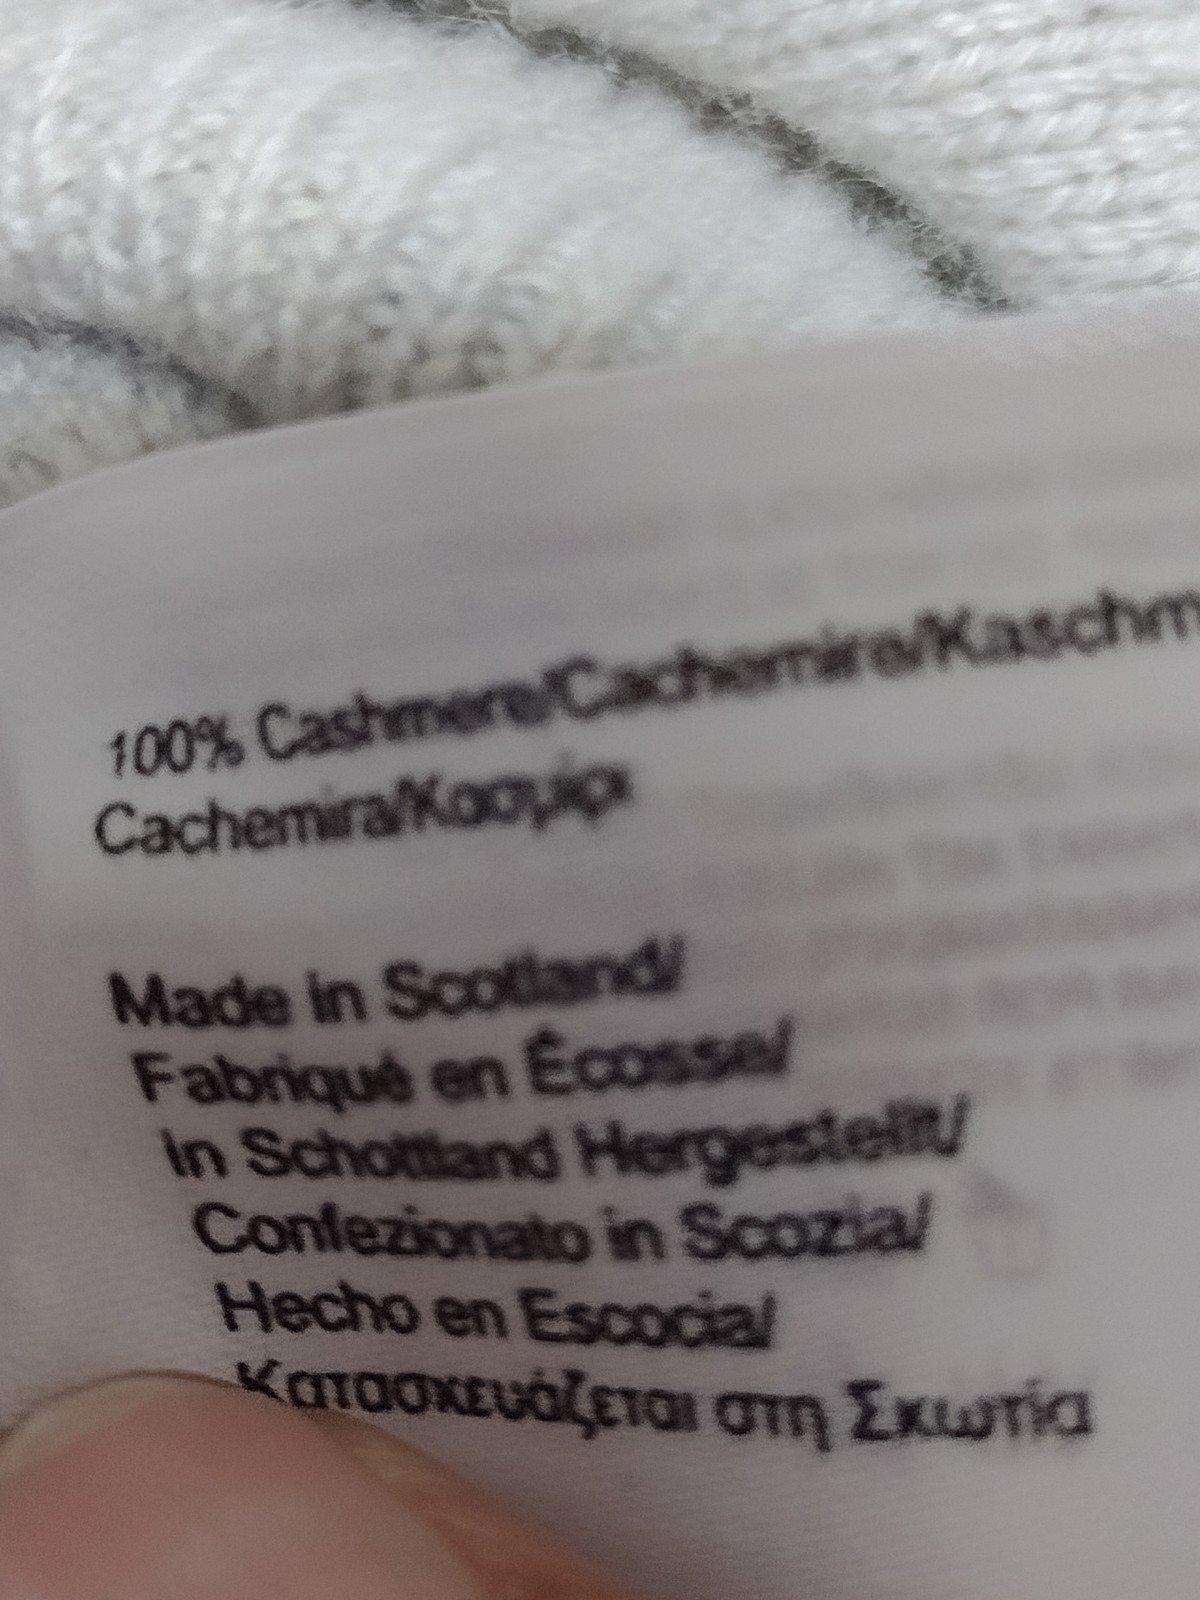 100% Cashmere/Cachemire/Kaschm
Cachemira/Κασμίρι
Made in Scotland/
Fabriqué en Écosse/
in Schottland Hergestellt/
Confezionato in Scozia/
Hecho en Escocia/
Κατασκευάζεται στη Σκωτία